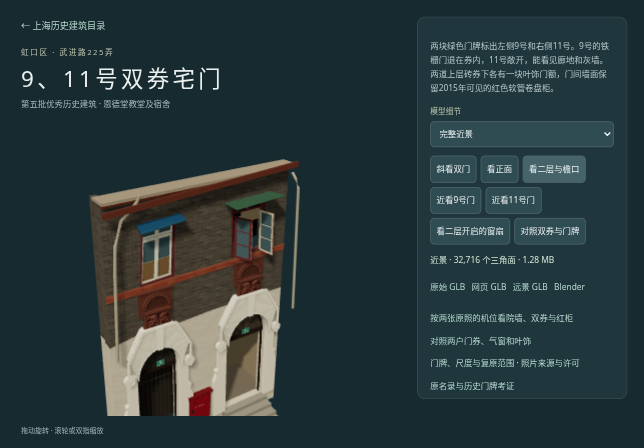 ← 上海历史建筑目录
虹口区 · 武进路225弄
9、11号双券宅门
第五批优秀历史建筑 · 恩德堂教堂及宿舍
拖动旋转 · 滚轮或双指缩放
两块绿色门牌标出左侧9号和右侧11号。9号的铁
栅门退在券内，11号敞开，能看见廊地和灰墙。
两道上层砖券下各有一块叶饰门额，门间墙面保
留2015年可见的红色软管卷盘柜。
模型细节
完整近景
斜看双门 看正面 看二层与檐口
近看9号门 近看11号门
看二层开启的窗扇 对照双券与门牌
近景 · 32,716 个三角面 · 1.28 MB
原始 GLB 网页 GLB 远景 GLB Blender
按两张原照的机位看院墙、双券与红柜
对照两户门券、气窗和叶饰
门牌、尺度与复原范围 · 照片来源与许可
原名录与历史门牌考证